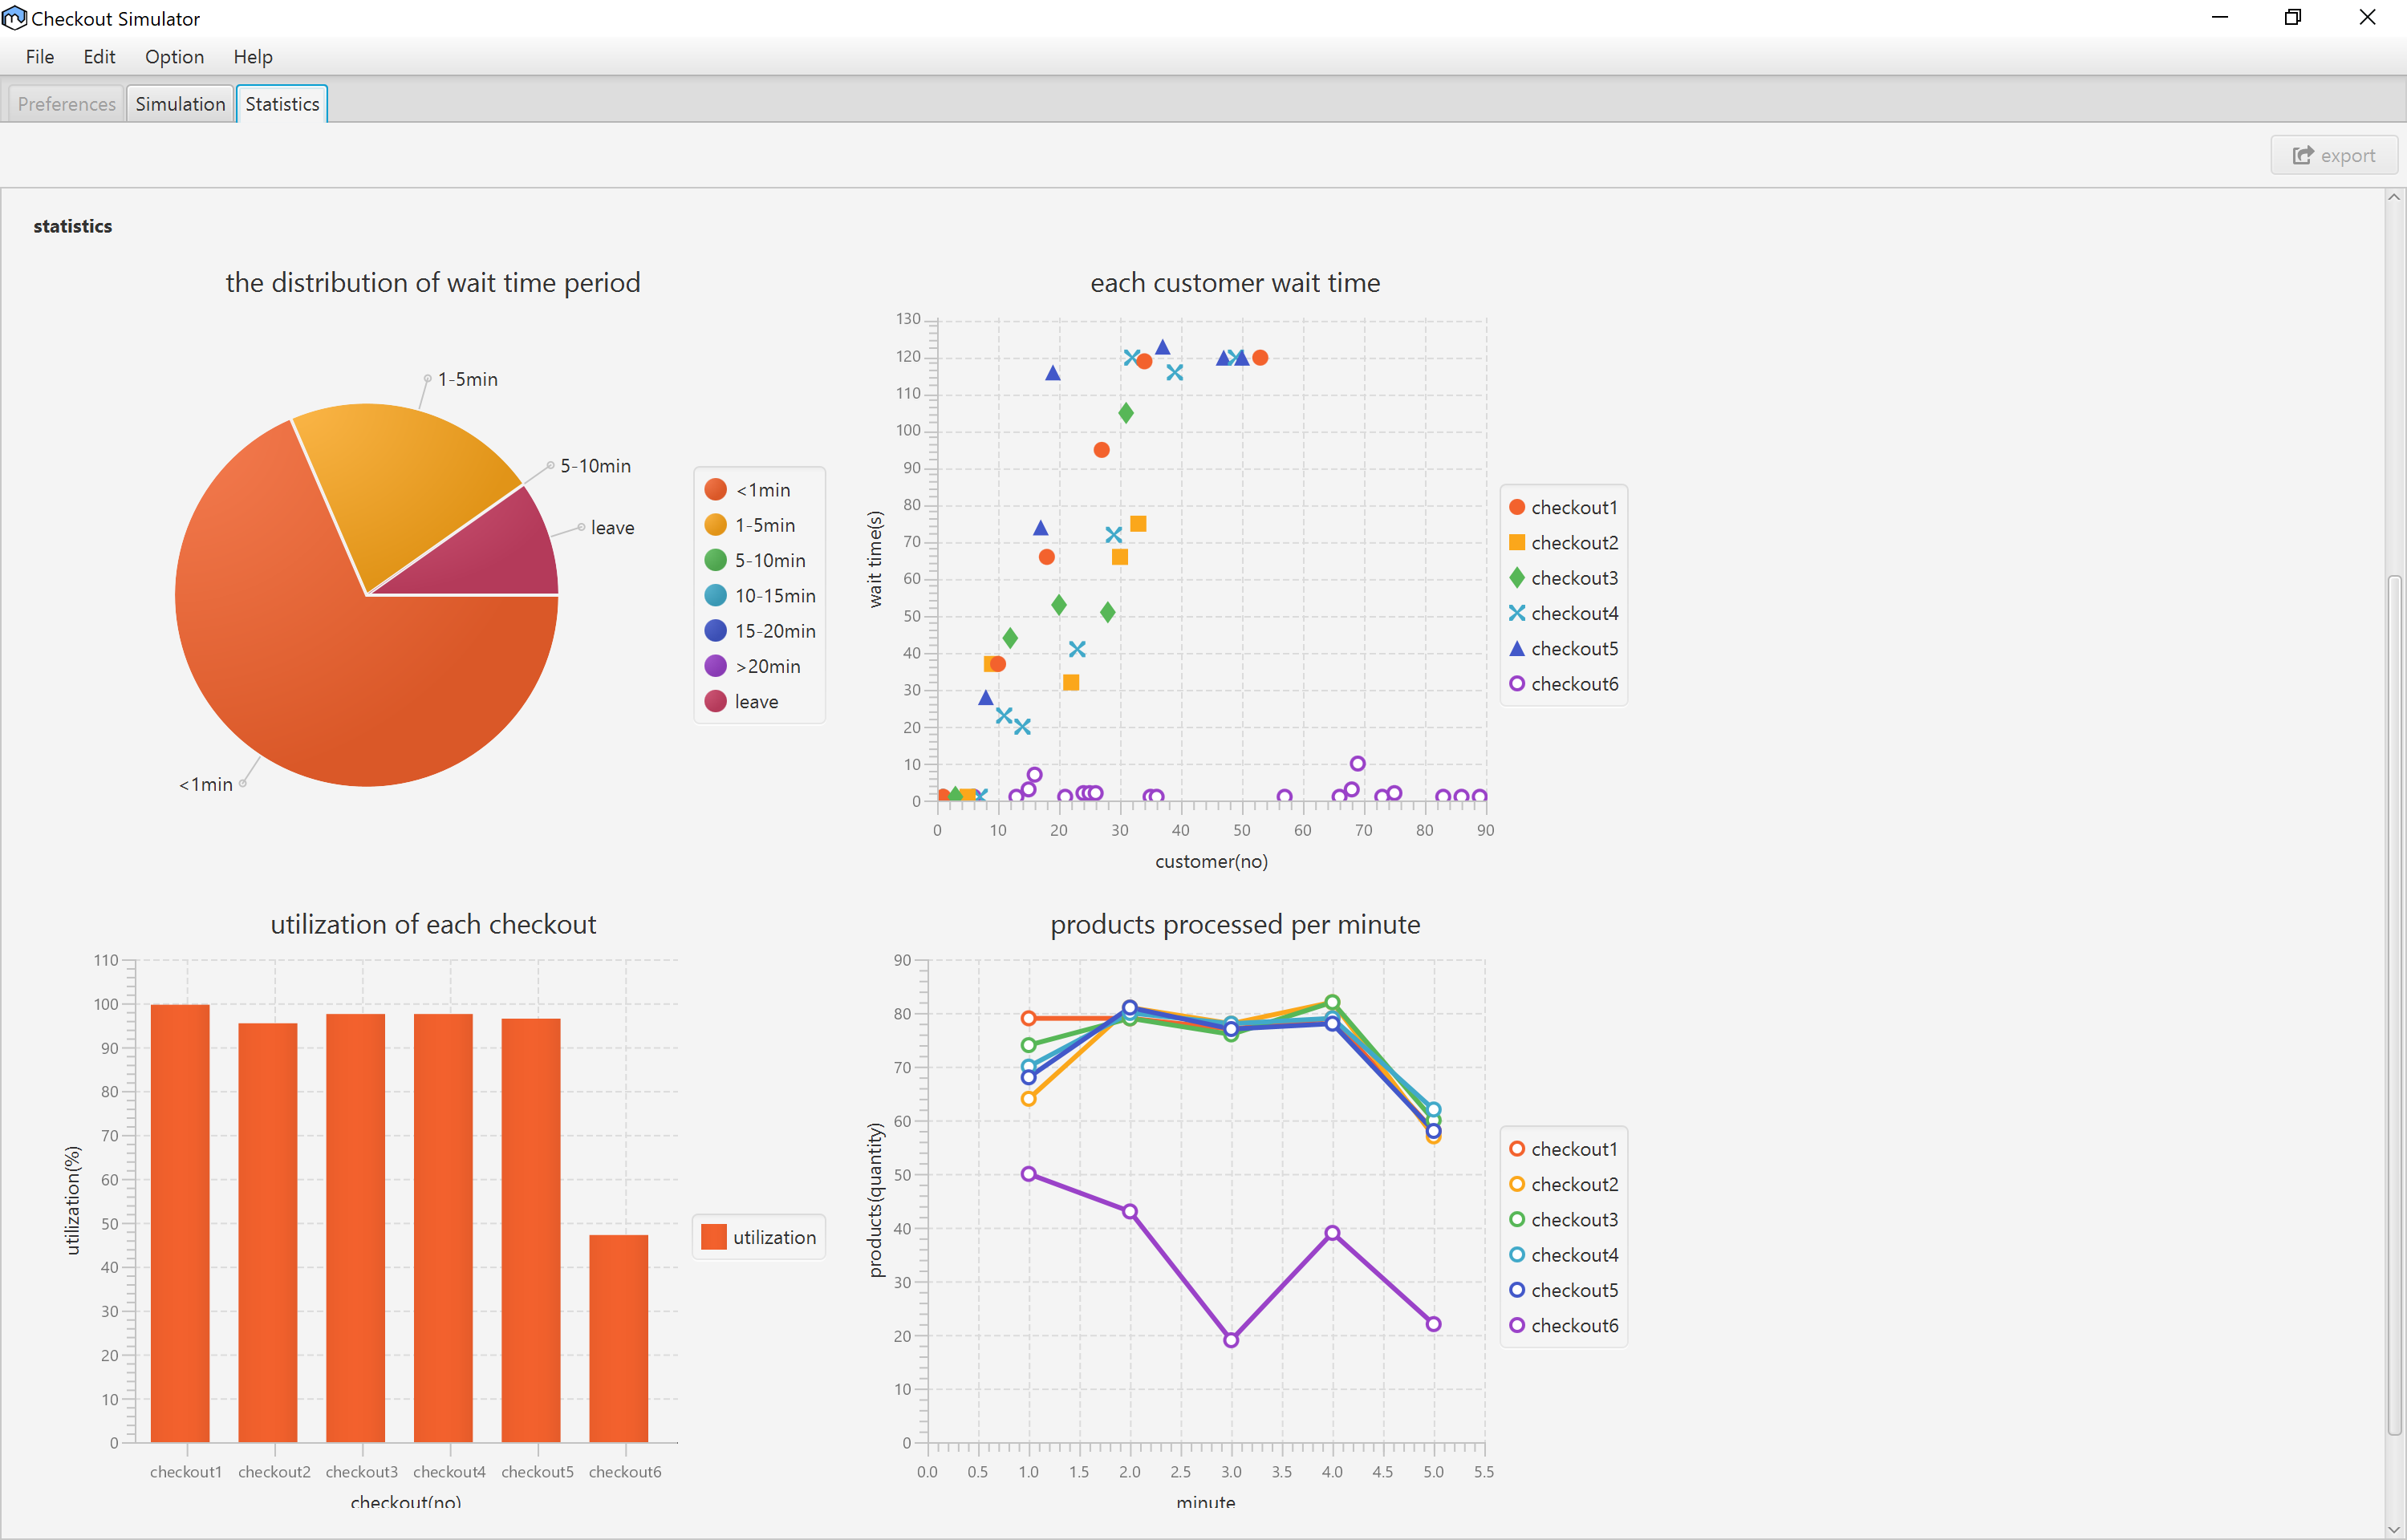 Checkout Simulator
File Edit Option Help
Preferences Simulation Statistics
export
statistics
the distribution of wait time period
1-5min
5-10min
leave
<1min
<1min
1-5min
5-10min
10-15min
15-20min
>20min
leave
each customer wait time
wait time(s)
130
120
110
100
90
80
70
60
50
40
30
20
10
0
0 10 20 30 40 50 60 70 80 90
customer(no)
checkout1
checkout2
checkout3
checkout4
checkout5
checkout6
utilization of each checkout
utilization(%)
110
100
90
80
70
60
50
40
30
20
10
0
checkout1 checkout2 checkout3 checkout4 checkout5 checkout6
checkout(no)
utilization
products processed per minute
products(quantity)
90
80
70
60
50
40
30
20
10
0
0.0 0.5 1.0 1.5 2.0 2.5 3.0 3.5 4.0 4.5 5.0 5.5
minute
checkout1
checkout2
checkout3
checkout4
checkout5
checkout6